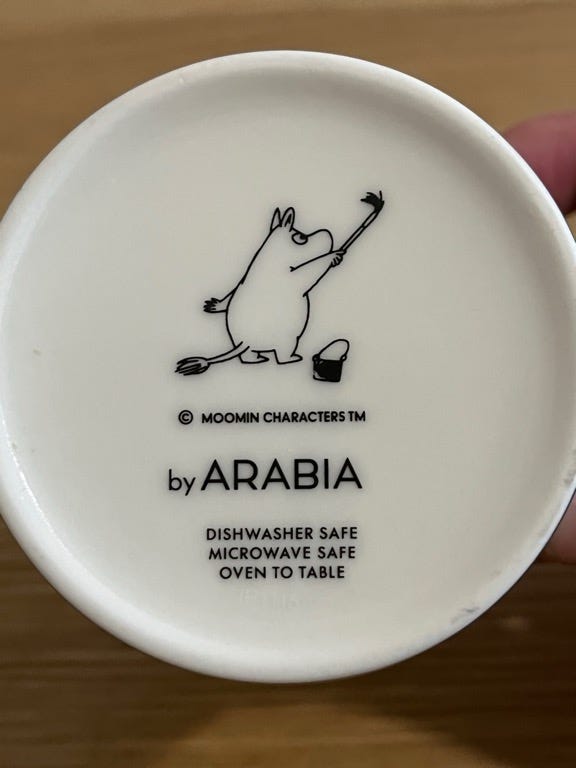 © MOOMIN CHARACTERS TM
by ARABIA
DISHWASHER SAFE
MICROWAVE SAFE
OVEN TO TABLE